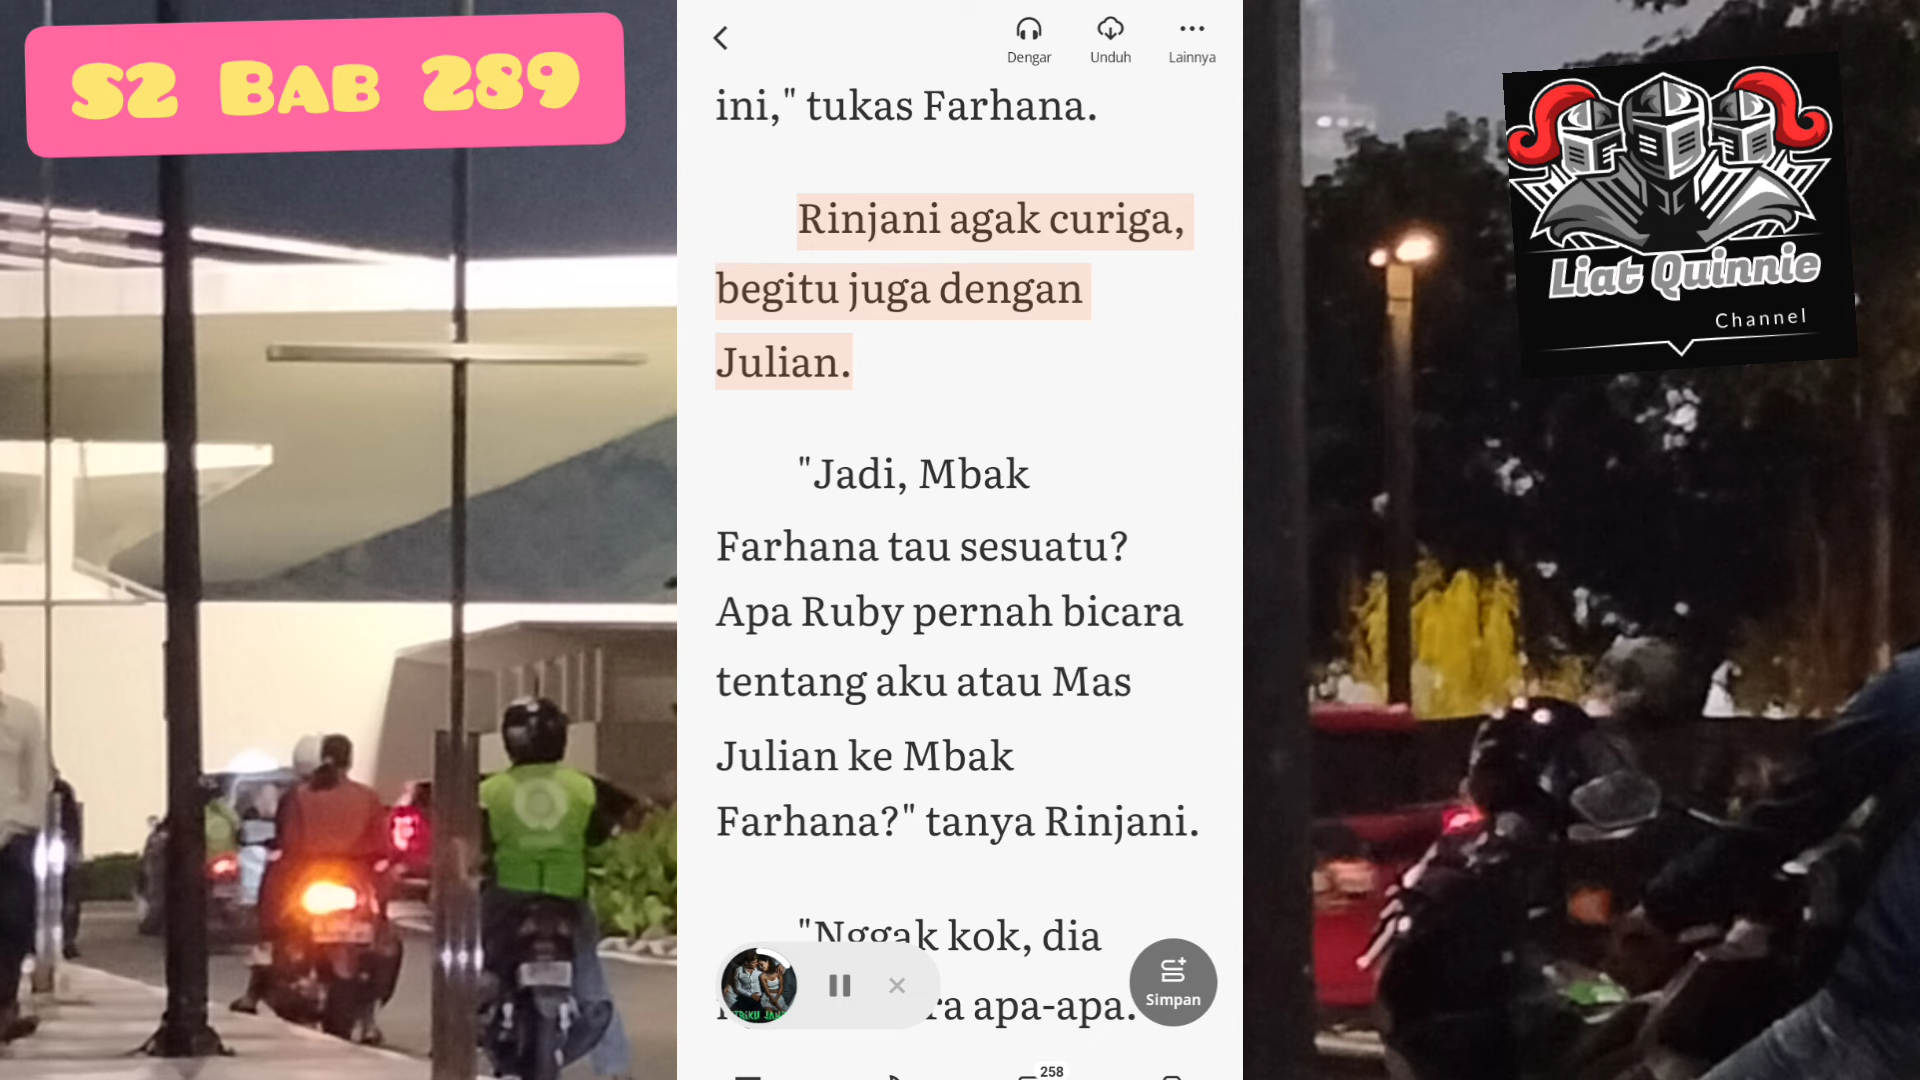 S2 BAB 289
Dengar
Unduh
Lainnya
ini," tukas Farhana.
Rinjani agak curiga,
begitu juga dengan
Julian.
"Jadi, Mbak
Farhana tau sesuatu?
Apa Ruby pernah bicara
tentang aku atau Mas
Julian ke Mbak
Farhana?" tanya Rinjani.
"Nggak kok, dia
apa-apa.
Simpan
258
Liat Quinnie
Channel